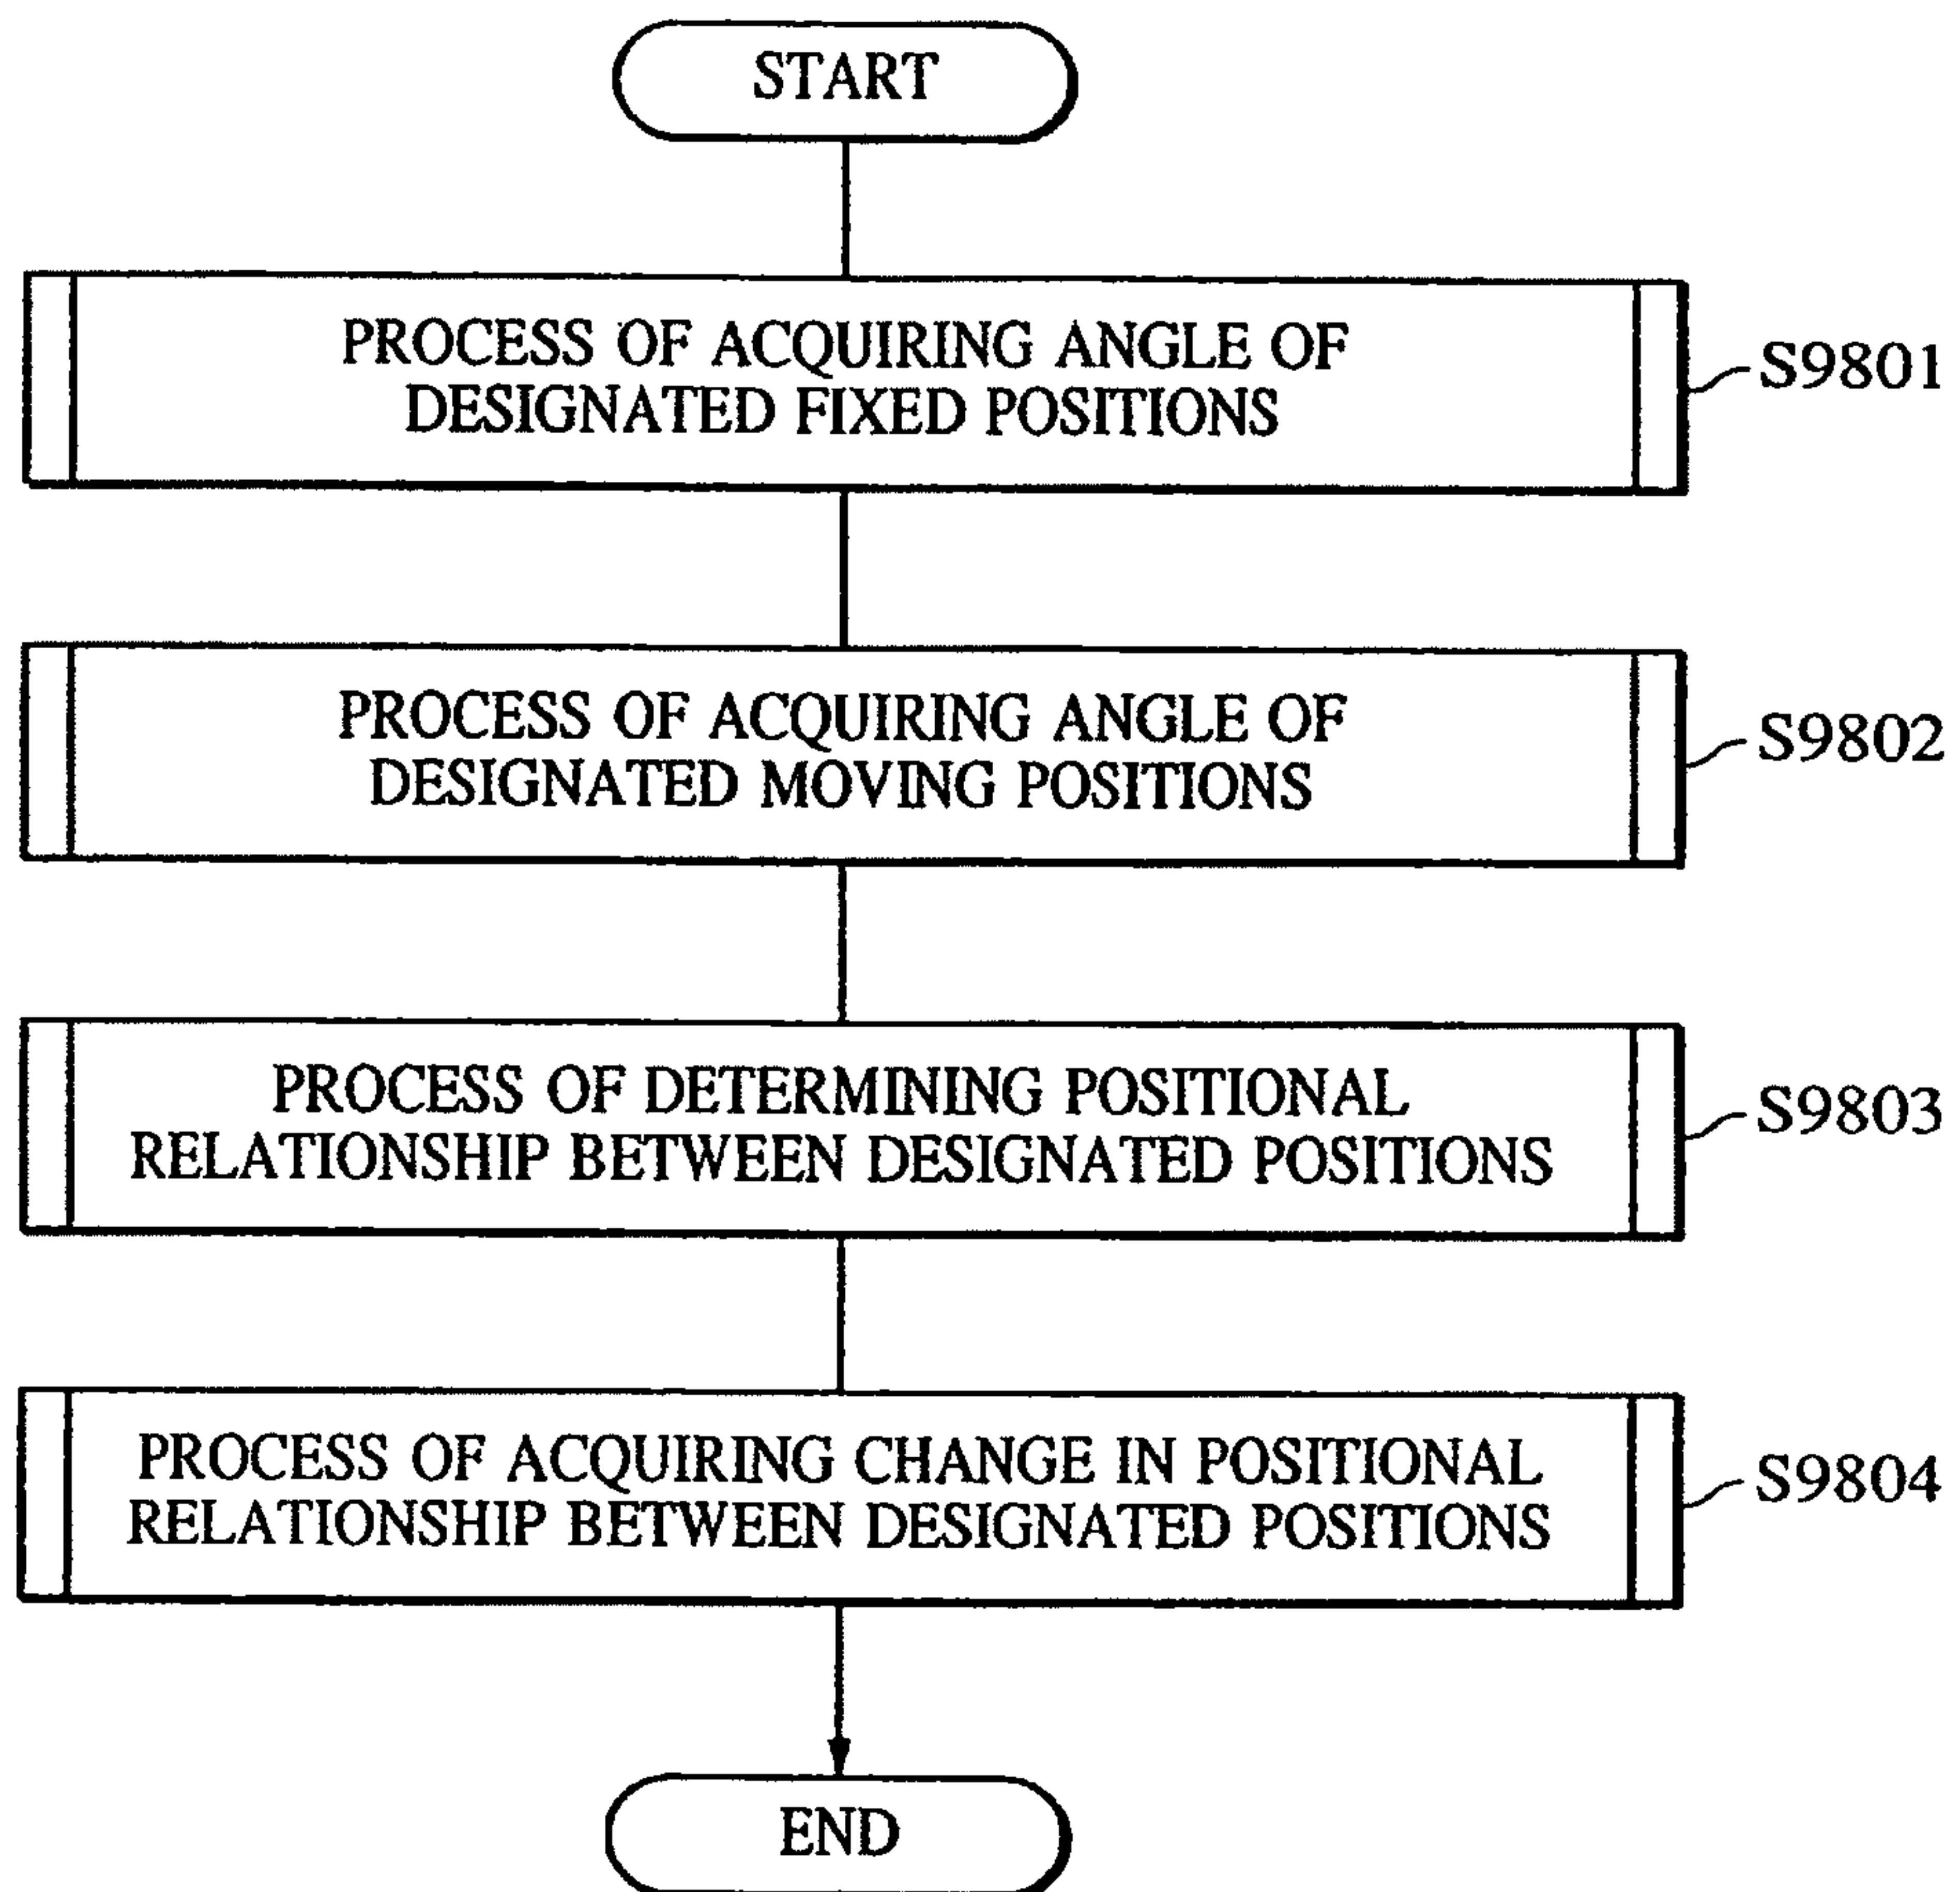 START
PROCESS OF ACQUIRING ANGLE OF
DESIGNATED FIXED POSITIONS
S9801
PROCESS OF ACQUIRING ANGLE OF
DESIGNATED MOVING POSITIONS
S9802
PROCESS OF DETERMINING POSITIONAL
RELATIONSHIP BETWEEN DESIGNATED POSITIONS
S9803
PROCESS OF ACQUIRING CHANGE IN POSITIONAL
RELATIONSHIP BETWEEN DESIGNATED POSITIONS
S9804
END